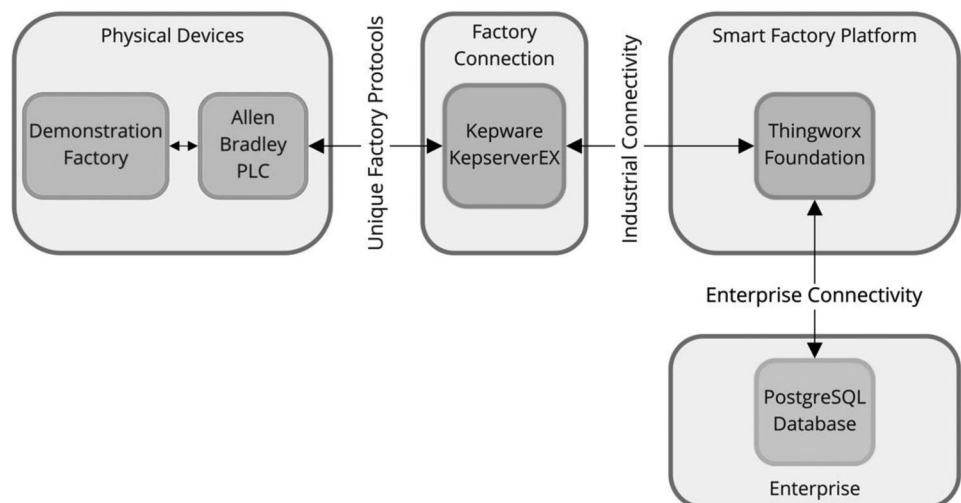 Physical Devices
Demonstration
Factory
Allen
Bradley
PLC
Unique Factory Protocols
Factory
Connection
Kepware
KepserverEX
Industrial Connectivity
Smart Factory Platform
Thingworx
Foundation
Enterprise Connectivity
PostgreSQL
Database
Enterprise